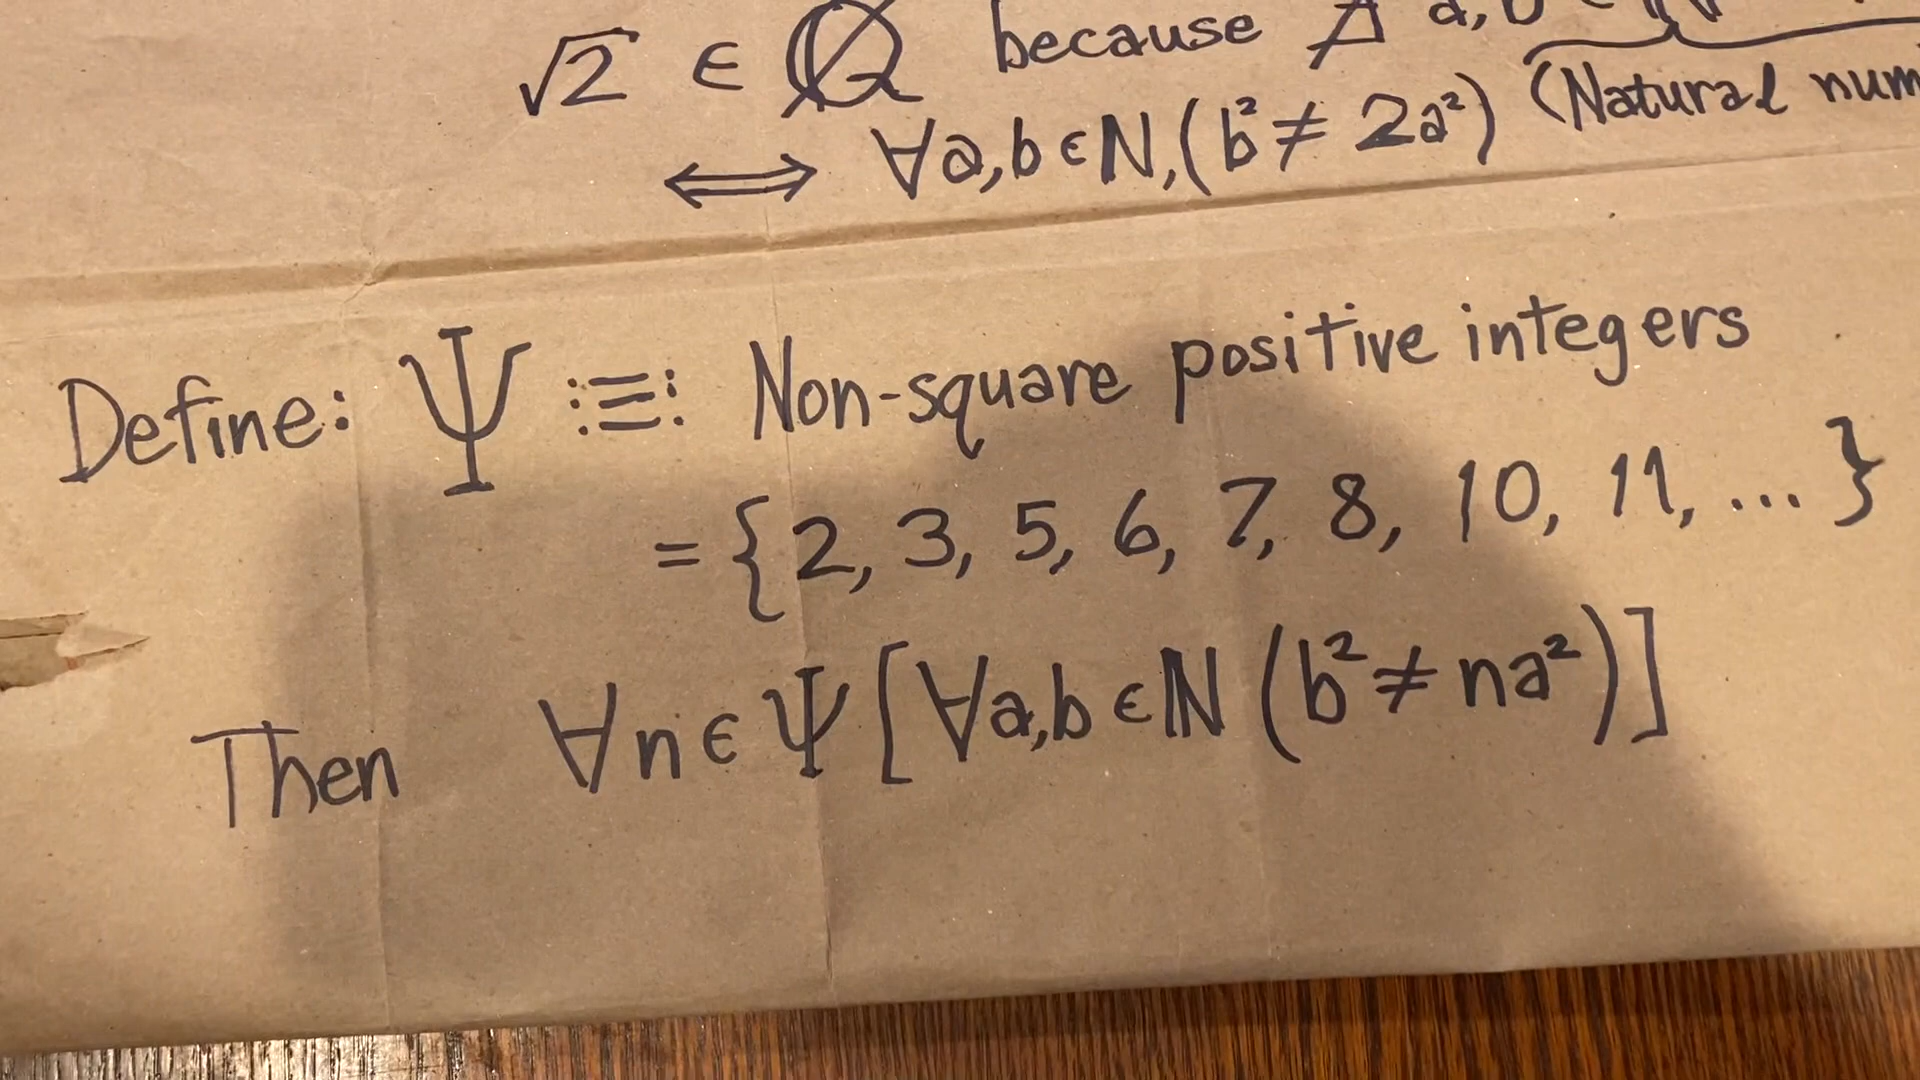 √2 ∈ ℚ̸ because ∄ a,b
⟺ ∀a,b∈ℕ,(b²≠ 2a²) (Natural
Define: Ψ :≡: Non-square positive integers
= {2, 3, 5, 6, 7, 8, 10, 11, ... }
Then ∀n∈Ψ[∀a,b∈ℕ(b²≠na²)]